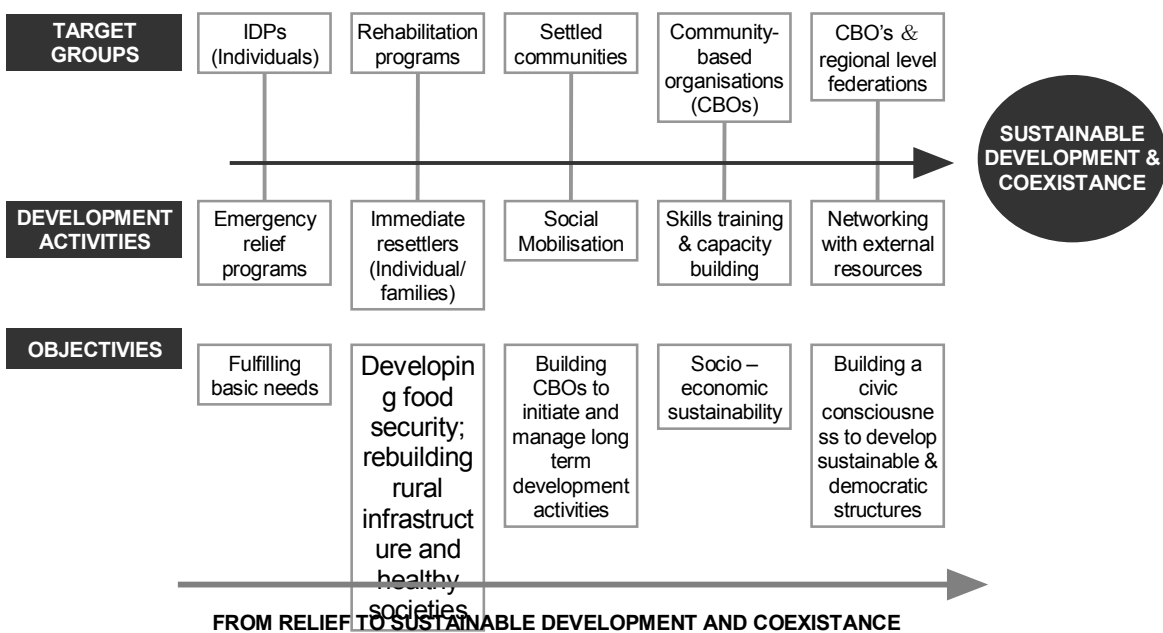 TARGET
GROUPS
IDPs
(Individuals)
Rehabilitation
programs
Settled
communities
Community-
based
organisations
(CBOs)
CBO's &
regional level
federations
SUSTAINABLE
DEVELOPMENT &
COEXISTANCE
DEVELOPMENT
ACTIVITIES
Emergency
relief
programs
Immediate
resettlers
(Individual/
families)
Social
Mobilisation
Skills training
& capacity
building
Networking
with external
resources
OBJECTIVIES
Fulfilling
basic needs
Developin
g food
security;
rebuilding
rural
infrastruct
ure and
healthy
societies
Building
CBOs to
initiate and
manage long
term
development
activities
Socio –
economic
sustainability
Building a
civic
consciousne
ss to develop
sustainable &
democratic
structures
FROM RELIEF TO SUSTAINABLE DEVELOPMENT AND COEXISTANCE